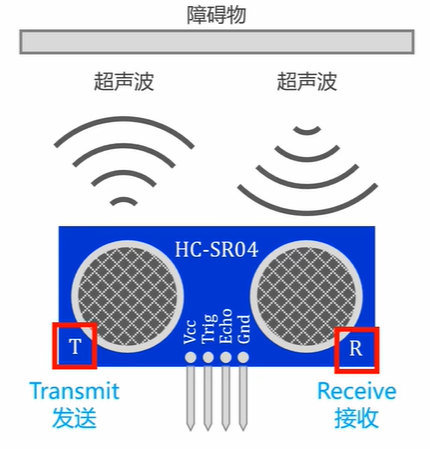 障碍物
超声波 超声波
HC-SR04
Vcc Trig Echo Gnd
T R
Transmit Receive
发送 接收